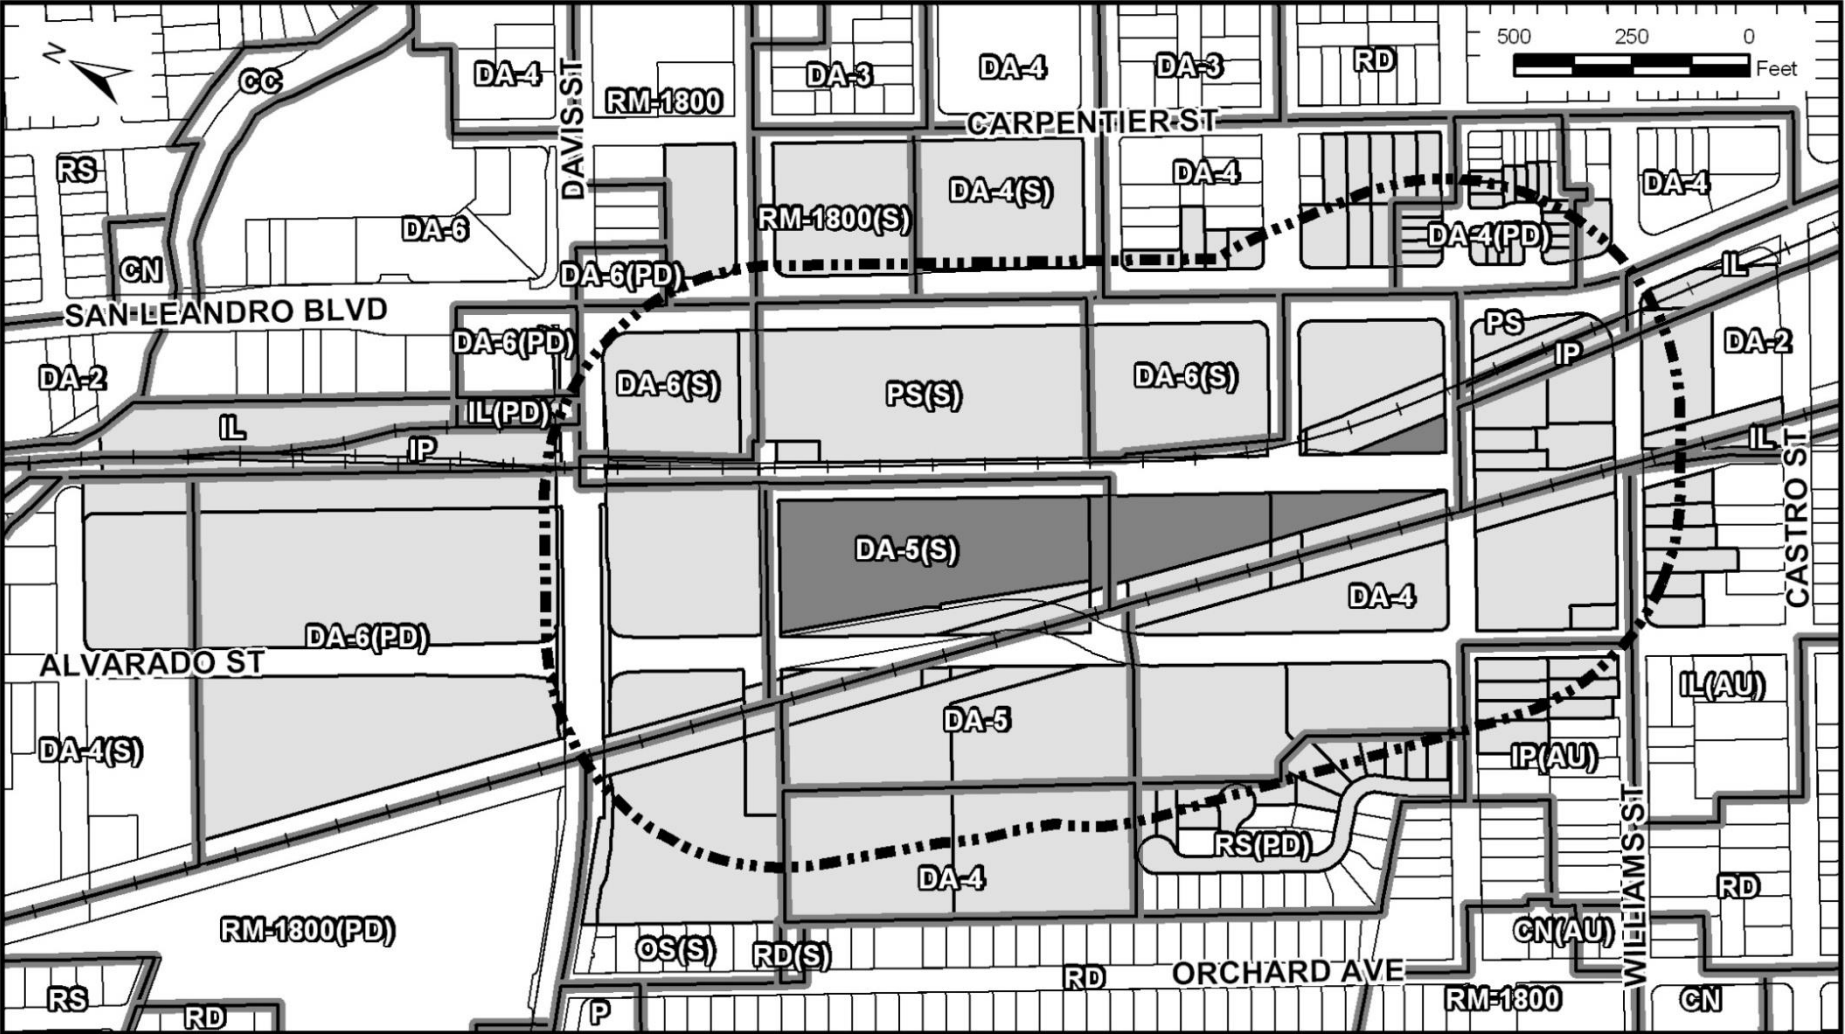 500 250 0
Feet
N
CC
DA-4
DAVIS ST
RM-1800
DA-3
DA-4
DA-3
RD
CARPENTIER ST
RS
DA-6
RM-1800(S)
DA-4(S)
DA-4
DA-4(PD)
DA-4
CN
DA-6(PD)
IL
SAN LEANDRO BLVD
DA-6(PD)
PS
IP
DA-2
DA-2
DA-6(S)
PS(S)
DA-6(S)
IL
IL(PD)
IP
IL
CASTRO ST
DA-5(S)
DA-4
DA-6(PD)
ALVARADO ST
IL(AU)
DA-4(S)
DA-5
IP(AU)
WILLIAMS ST
RS(PD)
DA-4
RD
RM-1800(PD)
CN(AU)
OS(S)
RD(S)
RD
ORCHARD AVE
RS
RD
P
RM-1800
CN